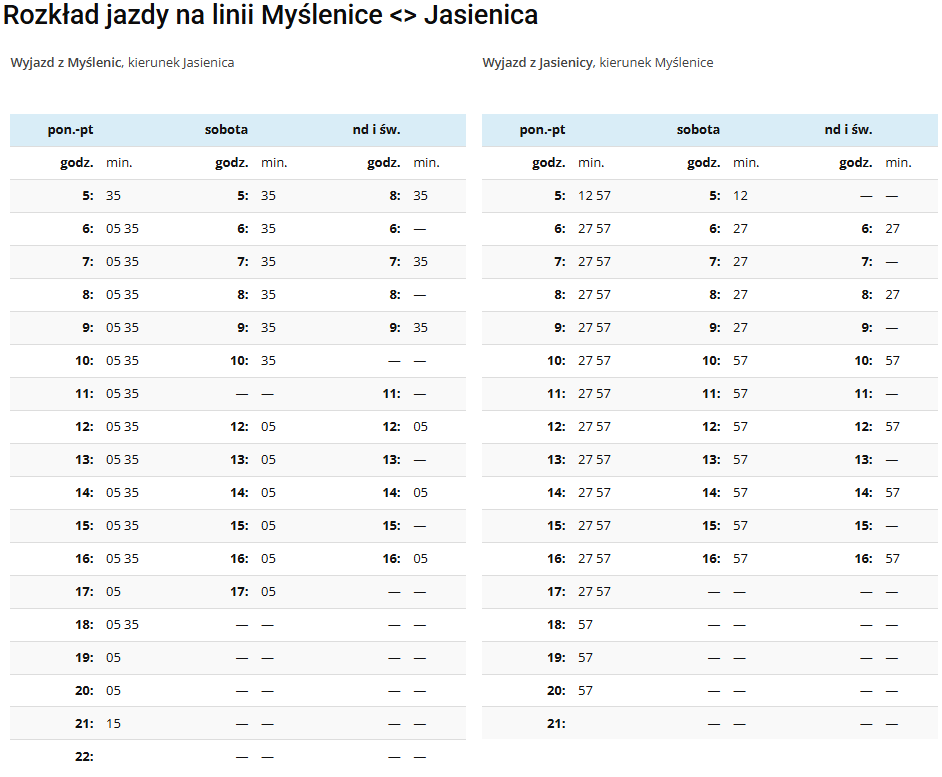 Rozkład jazdy na linii Myślenice <> Jasienica
Wyjazd z Myślenic, kierunek Jasienica
pon.-pt sobota nd i św.
godz. min. godz. min. godz. min.
5: 35 5: 35 8: 35
6: 05 35 6: 35 6: —
7: 05 35 7: 35 7: 35
8: 05 35 8: 35 8: —
9: 05 35 9: 35 9: 35
10: 05 35 10: 35 — —
11: 05 35 — — 11: —
12: 05 35 12: 05 12: 05
13: 05 35 13: 05 13: —
14: 05 35 14: 05 14: 05
15: 05 35 15: 05 15: —
16: 05 35 16: 05 16: 05
17: 05 17: 05 — —
18: 05 35 — — — —
19: 05 — — — —
20: 05 — — — —
21: 15 — — — —
22: — — — —
Wyjazd z Jasienicy, kierunek Myślenice
pon.-pt sobota nd i św.
godz. min. godz. min. godz. min.
5: 12 57 5: 12 — —
6: 27 57 6: 27 6: 27
7: 27 57 7: 27 7: —
8: 27 57 8: 27 8: 27
9: 27 57 9: 27 9: —
10: 27 57 10: 57 10: 57
11: 27 57 11: 57 11: —
12: 27 57 12: 57 12: 57
13: 27 57 13: 57 13: —
14: 27 57 14: 57 14: 57
15: 27 57 15: 57 15: —
16: 27 57 16: 57 16: 57
17: 27 57 — — — —
18: 57 — — — —
19: 57 — — — —
20: 57 — — — —
21: — — — —